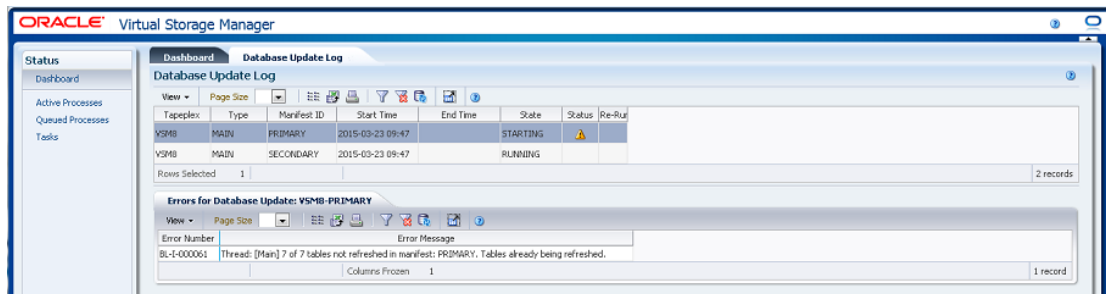 ORACLE Virtual Storage Manager
Status
Dashboard
Active Processes
Queued Processes
Tasks
Dashboard Database Update Log
Database Update Log
View Page Size
Tapeplex Type Manifest ID Start Time End Time State Status Re-Rur
VSM8 MAIN PRIMARY 2015-03-23 09:47 STARTING
VSM8 MAIN SECONDARY 2015-03-23 09:47 RUNNING
Rows Selected 1 2 records
Errors for Database Update: VSM8-PRIMARY
View Page Size
Error Number Error Message
BL-I-000061 Thread: [Main] 7 of 7 tables not refreshed in manifest: PRIMARY. Tables already being refreshed.
Columns Frozen 1 1 record